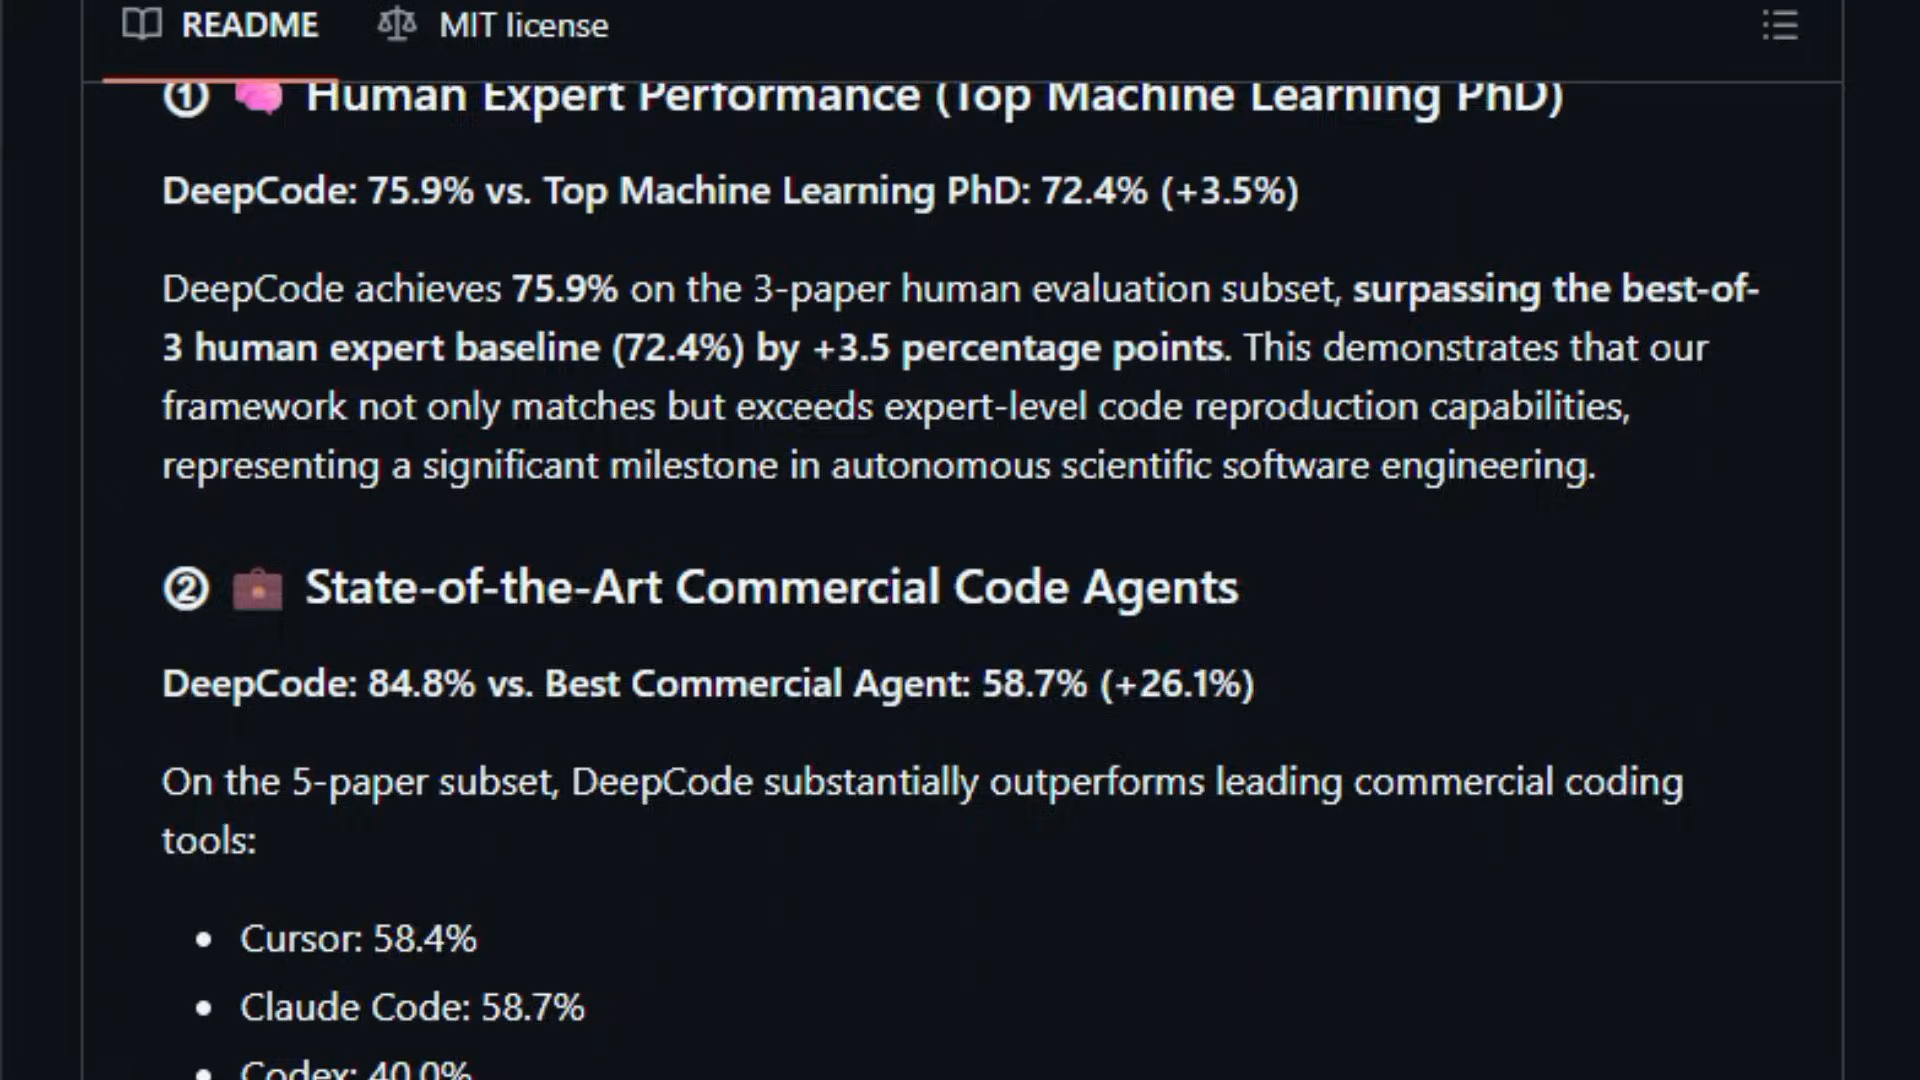 README MIT license
① Human Expert Performance (Top Machine Learning PhD)
DeepCode: 75.9% vs. Top Machine Learning PhD: 72.4% (+3.5%)
DeepCode achieves 75.9% on the 3-paper human evaluation subset, surpassing the best-of-
3 human expert baseline (72.4%) by +3.5 percentage points. This demonstrates that our
framework not only matches but exceeds expert-level code reproduction capabilities,
representing a significant milestone in autonomous scientific software engineering.
② State-of-the-Art Commercial Code Agents
DeepCode: 84.8% vs. Best Commercial Agent: 58.7% (+26.1%)
On the 5-paper subset, DeepCode substantially outperforms leading commercial coding
tools:
• Cursor: 58.4%
• Claude Code: 58.7%
• Codex: 40.0%